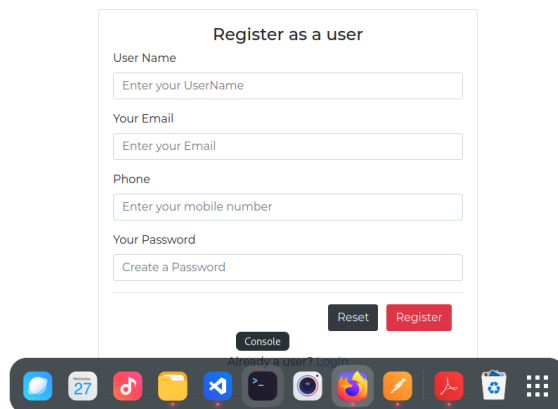 Register as a user
User Name
Enter your UserName
Your Email
Enter your Email
Phone
Enter your mobile number
Your Password
Create a Password
Reset Register
Console
Already a user? LogIn
Wednesday
27
>_